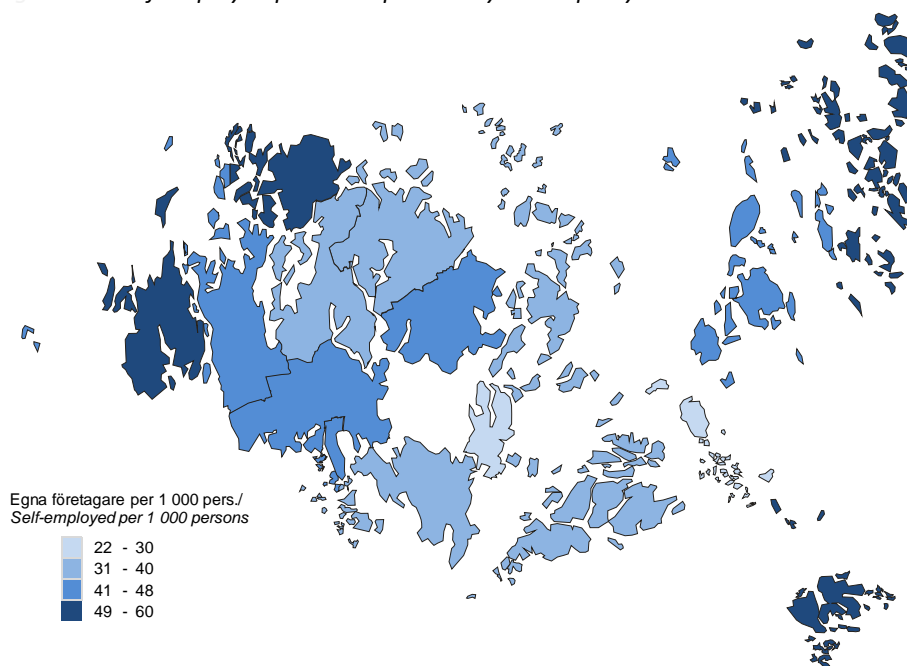 Egna företagare per 1 000 pers./
Self-employed per 1 000 persons
22 - 30
31 - 40
41 - 48
49 - 60